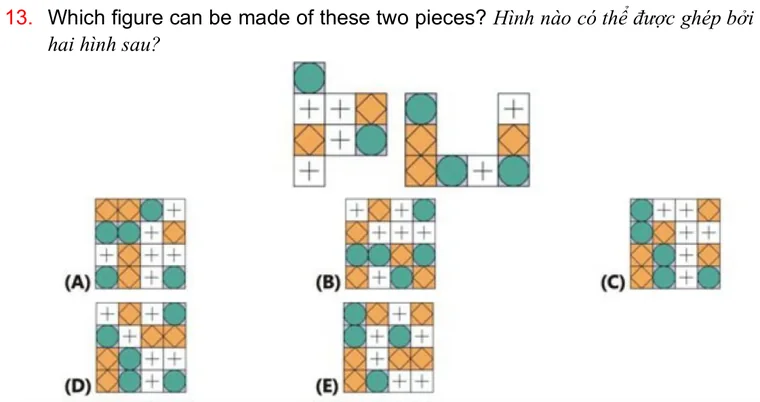 13. Which figure can be made of these two pieces? Hình nào có thể được ghép bởi
hai hình sau?
(A)
(B)
(C)
(D)
(E)